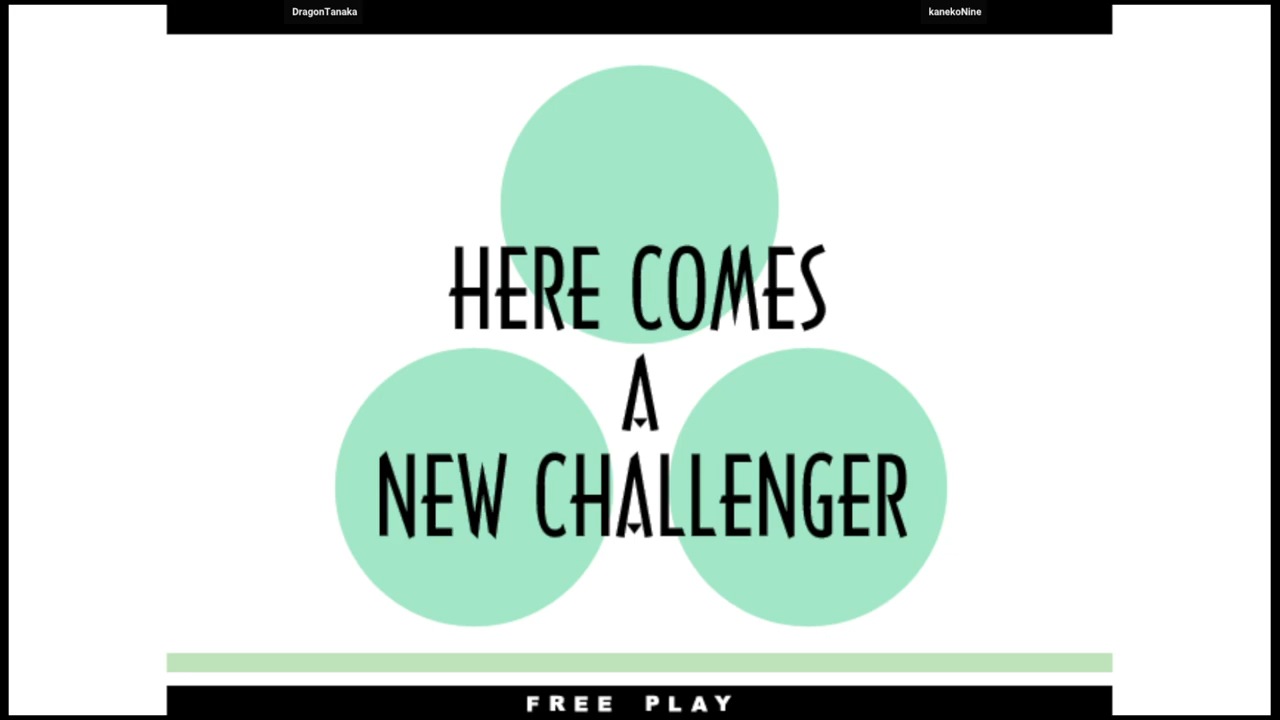 DragonTanaka
kanekoNine
HERE COMES
A
NEW CHALLENGER
FREE PLAY